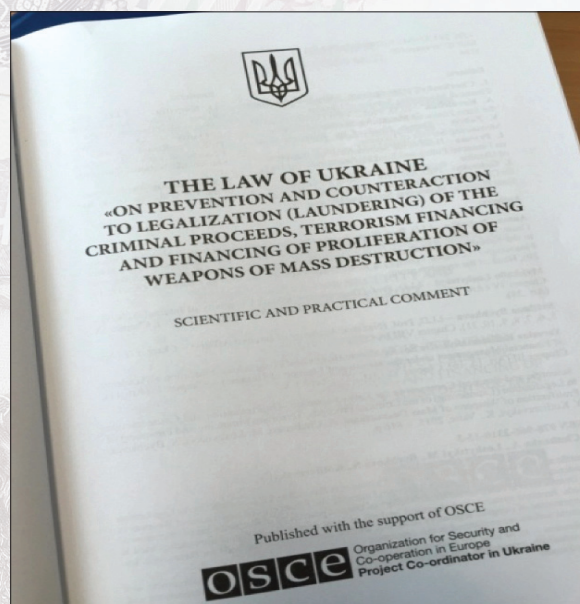 THE LAW OF UKRAINE
«ON PREVENTION AND COUNTERACTION
TO LEGALIZATION (LAUNDERING) OF THE
CRIMINAL PROCEEDS, TERRORISM FINANCING
AND FINANCING OF PROLIFERATION OF
WEAPONS OF MASS DESTRUCTION»
SCIENTIFIC AND PRACTICAL COMMENT
Published with the support of OSCE
osce
Organization for Security and
Co-operation in Europe
Project Co-ordinator in Ukraine